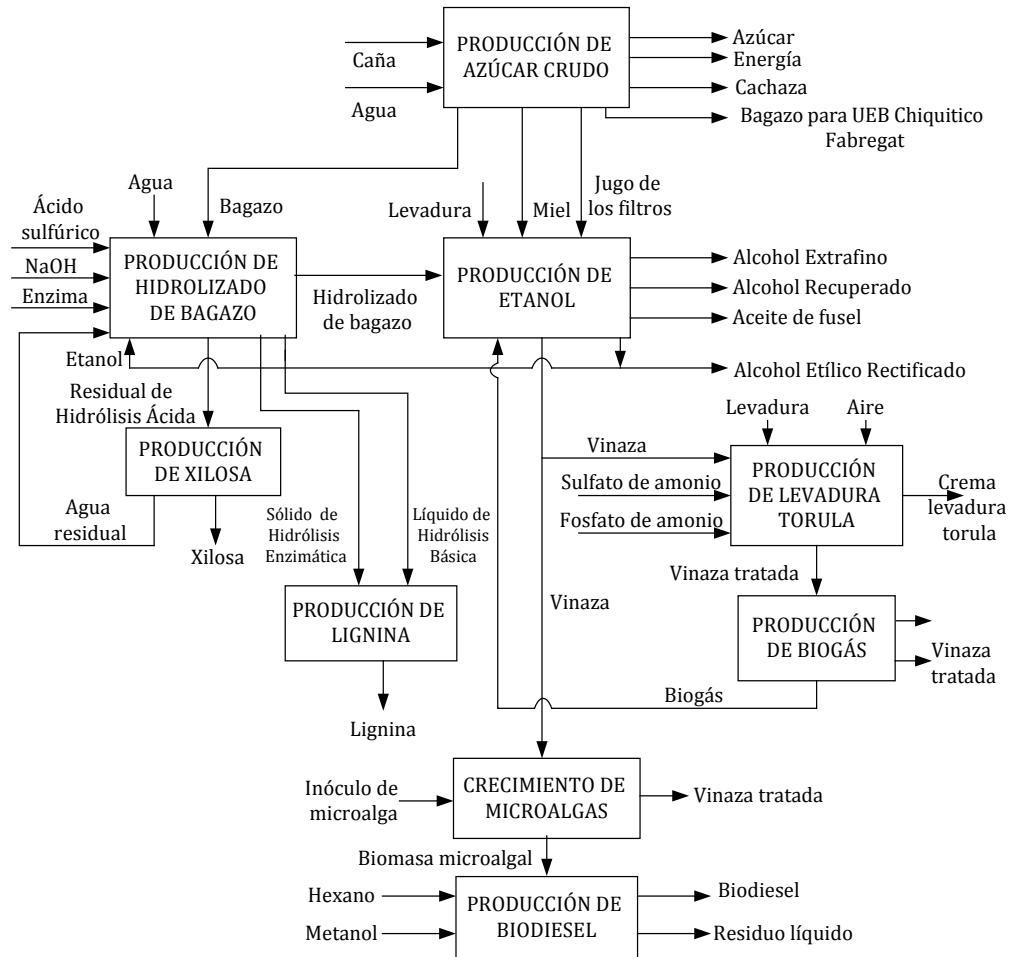 PRODUCCIÓN DE
AZÚCAR CRUDO
Caña
Agua
Azúcar
Energía
Cachaza
Bagazo para UEB Chiquitico
Fabregat
Agua
Bagazo
Levadura
Miel
Jugo de
los filtros
Ácido
sulfúrico
NaOH
Enzima
PRODUCCIÓN DE
HIDROLIZADO
DE BAGAZO
Hidrolizado
de bagazo
PRODUCCIÓN DE
ETANOL
Alcohol Extrafino
Alcohol Recuperado
Aceite de fusel
Alcohol Etílico Rectificado
Etanol
Residual de
Hidrólisis Ácida
PRODUCCIÓN
DE XILOSA
Agua
residual
Xilosa
Sólido de
Hidrólisis
Enzimática
Líquido de
Hidrólisis
Básica
PRODUCCIÓN DE
LIGNINA
Lignina
Levadura
Aire
Vinaza
Sulfato de amonio
Fosfato de amonio
PRODUCCIÓN
DE LEVADURA
TORULA
Crema
levadura
torula
Vinaza tratada
Vinaza
PRODUCCIÓN
DE BIOGÁS
Vinaza
tratada
Biogás
Inóculo de
microalga
CRECIMIENTO DE
MICROALGAS
Vinaza tratada
Biomasa microalgal
Hexano
Metanol
PRODUCCIÓN DE
BIODIESEL
Biodiesel
Residuo líquido